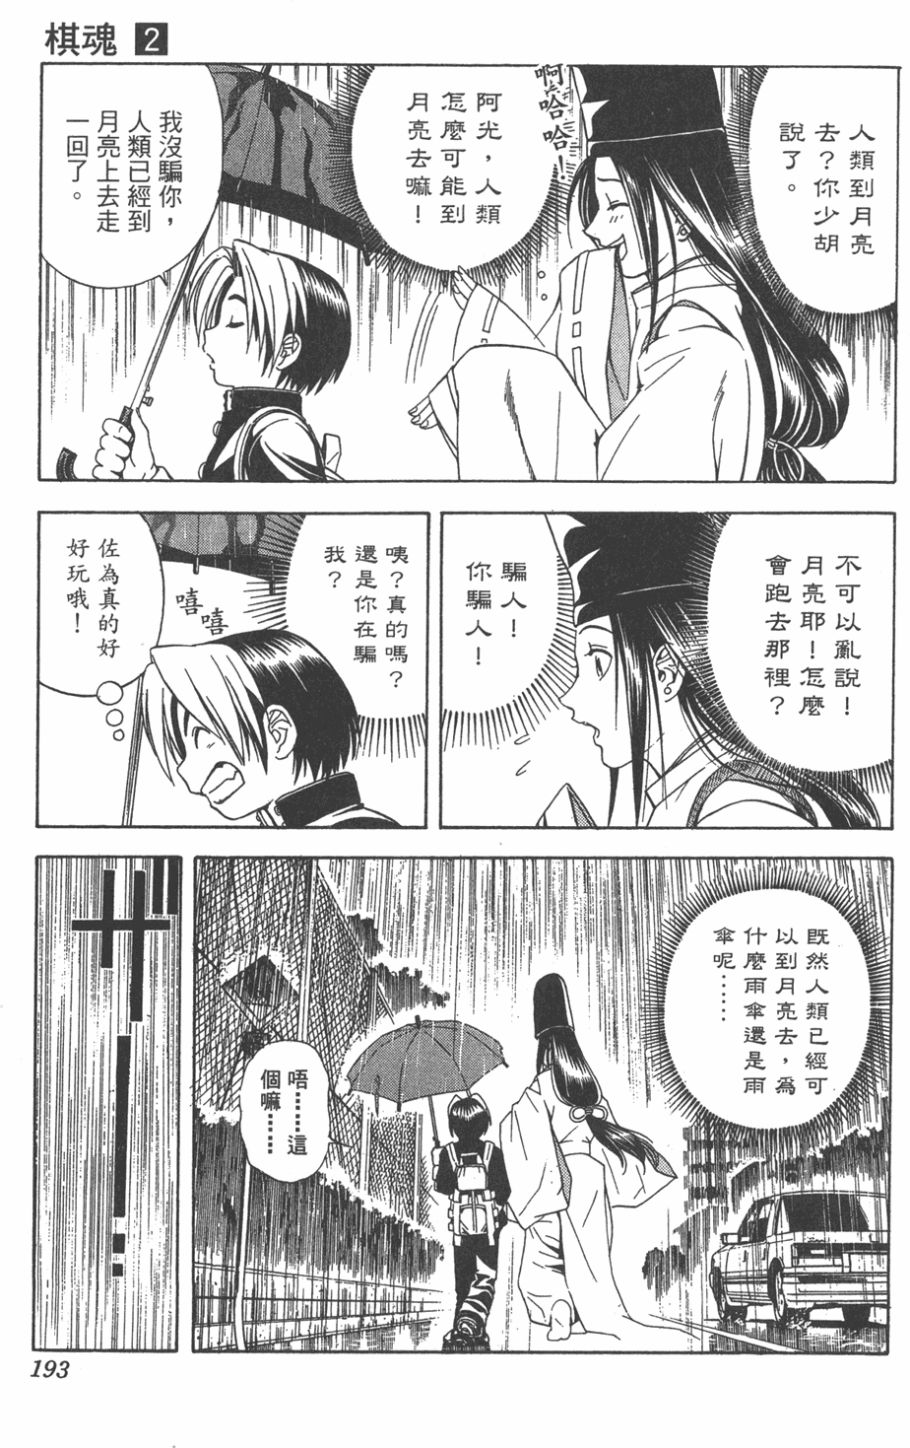 棋魂 2
人類到月亮
去？你少胡
說了。
啊哈哈！
阿光，人類
怎麼可能到
月亮去嘛！
我沒騙你，
人類已經到
月亮上去走
一回了。
不可以亂說！
月亮耶！怎麼
會跑去那裡？
騙人！
你騙人！
咦？真的嗎？
還是你在騙
我？
嘻
嘻
佐為真的好
好玩哦！
既然人類已經可
以到月亮去，為
什麼雨傘還是雨
傘呢……
唔……這
個嘛……
ザー…
193